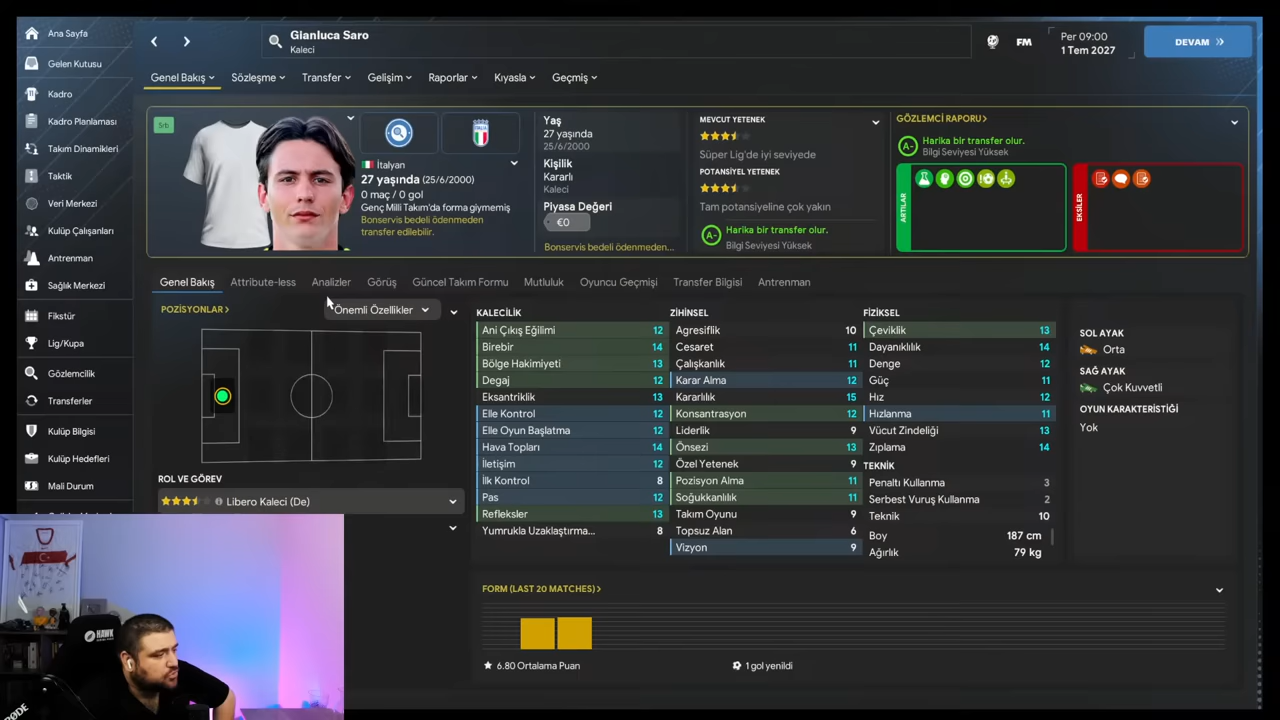 Gianluca Saro
Kaleci
FM
Per 09:00
1 Tem 2027
DEVAM
Ana Sayfa
Gelen Kutusu
Kadro
Kadro Planlaması
Takım Dinamikleri
Taktik
Veri Merkezi
Kulüp Çalışanları
Antrenman
Sağlık Merkezi
Fikstür
Lig/Kupa
Gözlemcilik
Transferler
Kulüp Bilgisi
Kulüp Hedefleri
Mali Durum
Genel Bakış
Sözleşme
Transfer
Gelişim
Raporlar
Kıyasla
Geçmiş
Srb
İtalyan
27 yaşında (25/6/2000)
0 maç / 0 gol
Genç Milli Takım'da forma giymemiş
Bonservis bedeli ödenmeden
transfer edilebilir.
Yaş
27 yaşında
25/6/2000
Kişilik
Kararlı
Kaleci
Piyasa Değeri
€0
Bonservis bedeli ödenmeden...
MEVCUT YETENEK
Süper Lig'de iyi seviyede
POTANSİYEL YETENEK
Tam potansiyeline çok yakın
A- Harika bir transfer olur.
Bilgi Seviyesi Yüksek
GÖZLEMCİ RAPORU
A- Harika bir transfer olur.
Bilgi Seviyesi Yüksek
ARTILAR
EKSİLER
Genel Bakış
Attribute-less
Analizler
Görüş
Güncel Takım Formu
Mutluluk
Oyuncu Geçmişi
Transfer Bilgisi
Antrenman
POZİSYONLAR
Önemli Özellikler
ROL VE GÖREV
Libero Kaleci (De)
KALECİLİK
Ani Çıkış Eğilimi 12
Birebir 14
Bölge Hakimiyeti 13
Degaj 12
Eksantriklik 13
Elle Kontrol 12
Elle Oyun Başlatma 12
Hava Topları 14
İletişim 12
İlk Kontrol 8
Pas 12
Refleksler 13
Yumrukla Uzaklaştırma... 8
ZİHİNSEL
Agresiflik 10
Cesaret 11
Çalışkanlık 11
Karar Alma 12
Kararlılık 15
Konsantrasyon 12
Liderlik 9
Önsezi 13
Özel Yetenek 9
Pozisyon Alma 11
Soğukkanlılık 11
Takım Oyunu 9
Topsuz Alan 6
Vizyon 9
FİZİKSEL
Çeviklik 13
Dayanıklılık 14
Denge 12
Güç 11
Hız 12
Hızlanma 11
Vücut Zindeliği 13
Zıplama 14
TEKNİK
Penaltı Kullanma 3
Serbest Vuruş Kullanma 2
Teknik 10
Boy 187 cm
Ağırlık 79 kg
SOL AYAK
Orta
SAĞ AYAK
Çok Kuvvetli
OYUN KARAKTERİSTİĞİ
Yok
FORM (LAST 20 MATCHES)
6.80 Ortalama Puan
1 gol yenildi
HAWK
RØDE